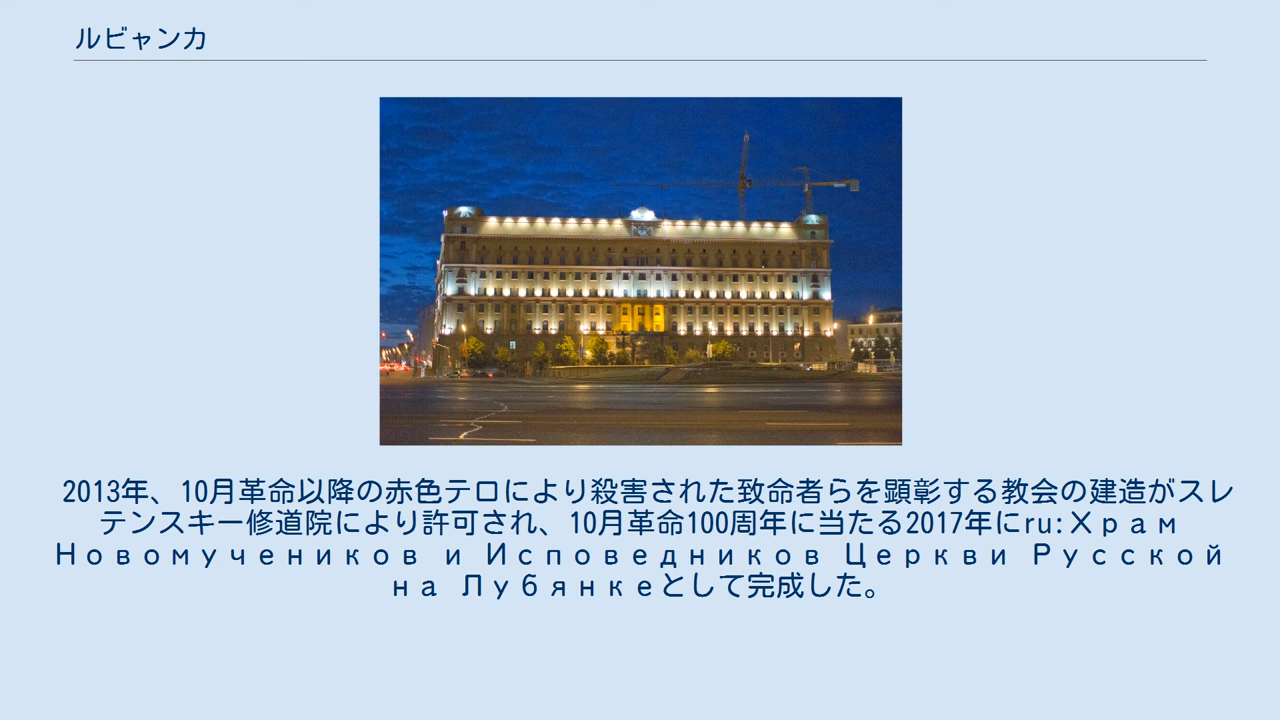 ルビャンカ
2013年、10月革命以降の赤色テロにより殺害された致命者らを顕彰する教会の建造がスレ
テンスキー修道院により許可され、10月革命100周年に当たる2017年にru:Храм
Новомучеников и Исповедников Церкви Русской
на Лубянкеとして完成した。